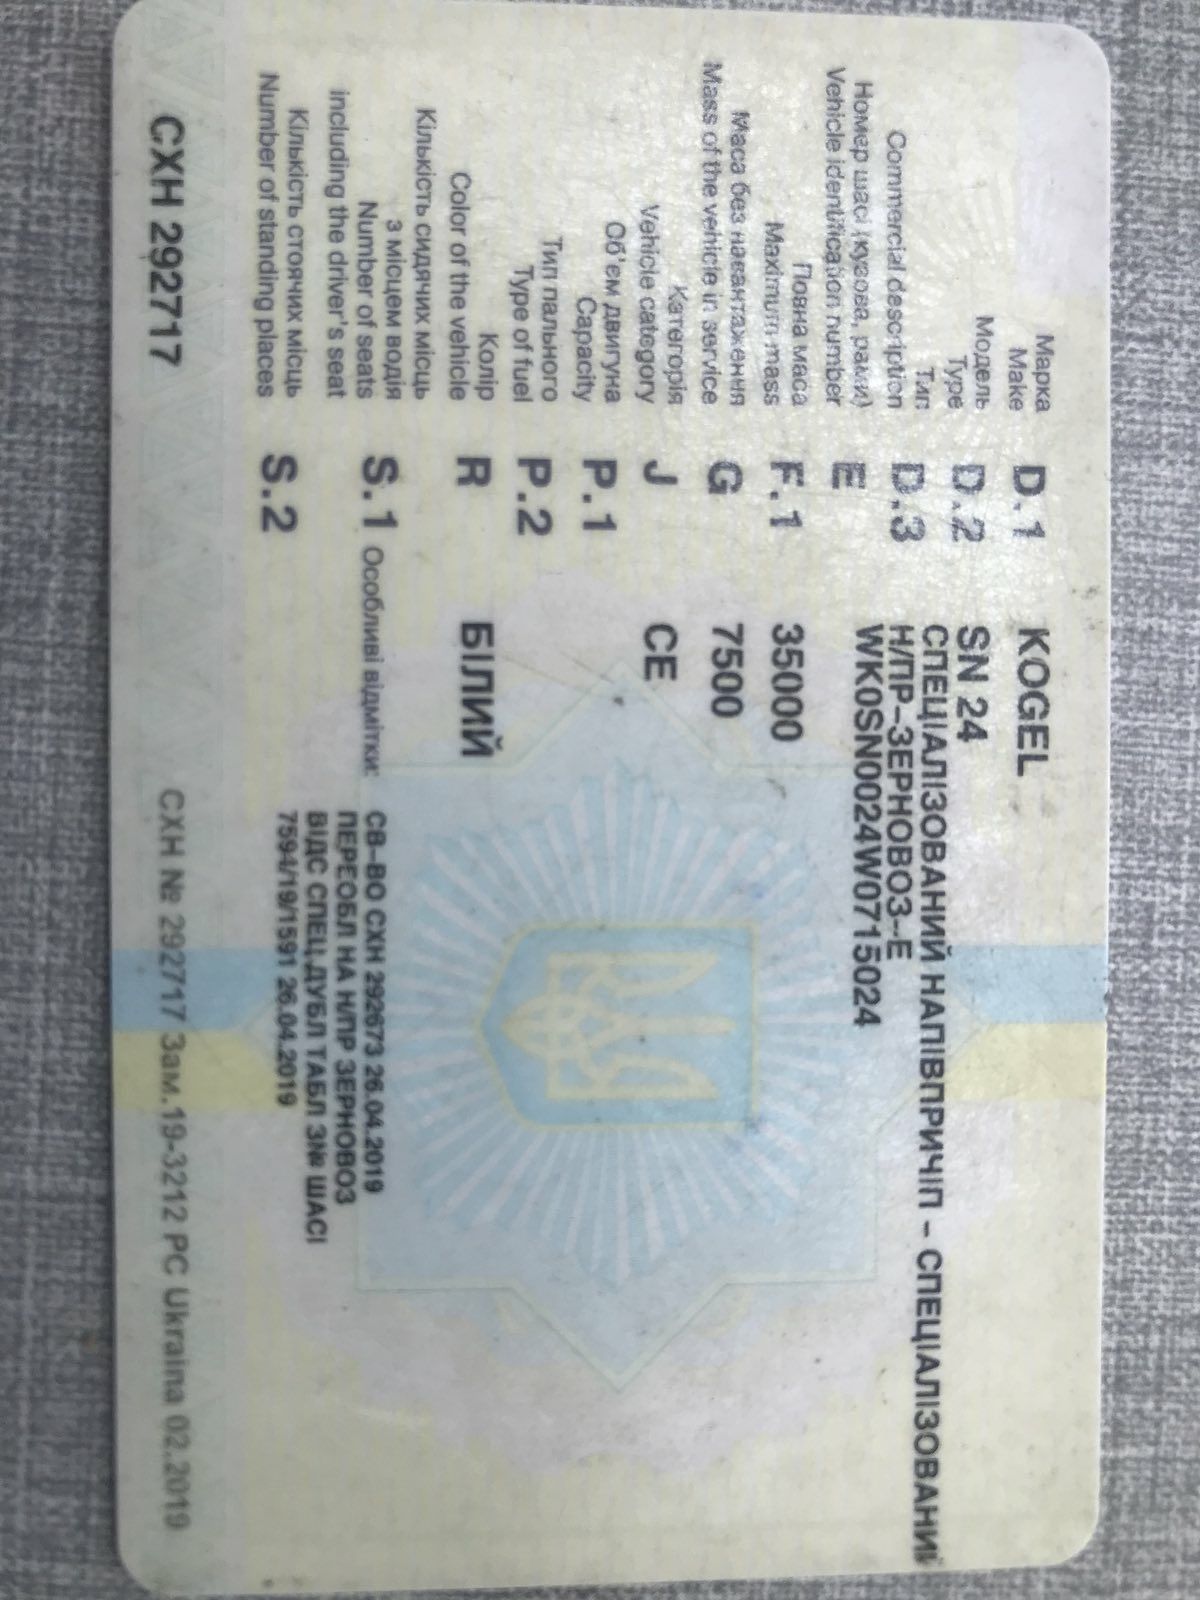 Марка D.1 KOGEL
Make
Модель D.2 SN 24
Type
Тип D.3 СПЕЦІАЛІЗОВАНИЙ НАПІВПРИЧІП – СПЕЦІАЛІЗОВАНИЙ
Commercial description Н/ПР–ЗЕРНОВОЗ–Е
Номер шасі (кузова, рами) E WK0SN0024W0715024
Vehicle identification number
Повна маса F.1 35000
Maximum mass
Маса без навантаження G 7500
Mass of the vehicle in service
Категорія J CE
Vehicle category
Об'єм двигуна P.1
Capacity
Тип пального P.2
Type of fuel
Колір R БІЛИЙ
Color of the vehicle
Кількість сидячих місць
з місцем водія
Number of seats S.1 Особливі відмітки: СВ–ВО СХН 292673 26.04.2019
including the driver's seat ПЕРЕОБЛ НА Н/ПР ЗЕРНОВОЗ
Кількість стоячих місць ВІДС СПЕЦ.ДУБЛ ТАБЛ ЗNº ШАСІ
Number of standing places S.2 7594/19/1591 26.04.2019
СХН 292717 СХН № 292717 Зам.19-3212 РС Ukraina 02.2019